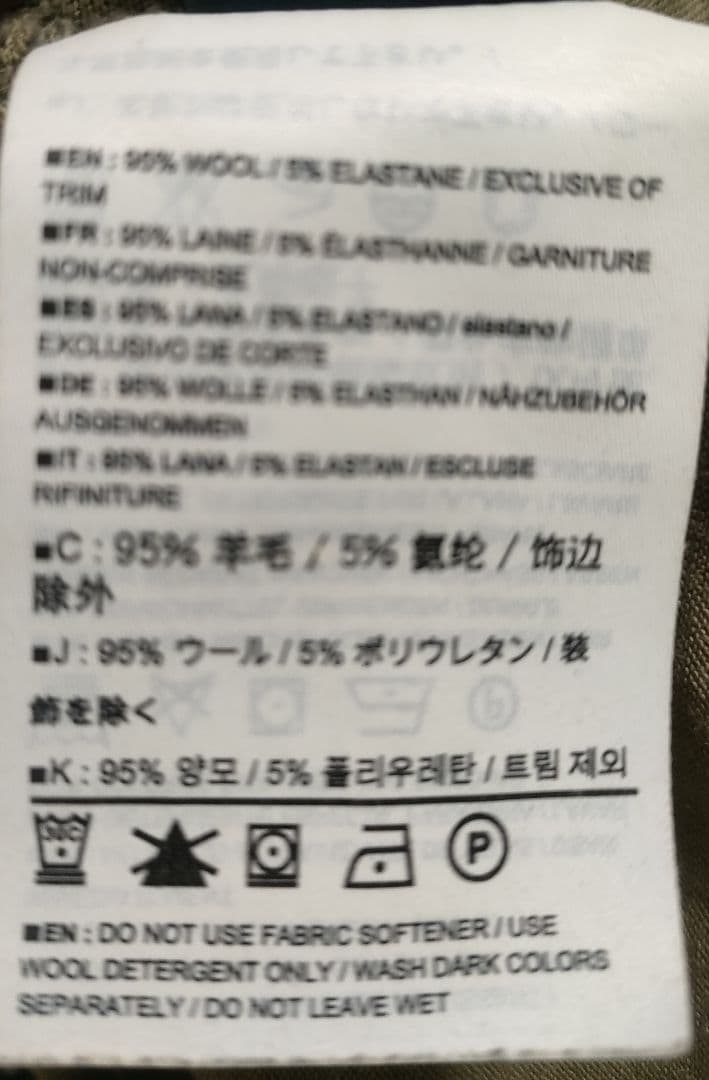 ■EN : 95% WOOL / 5% ELASTANE / EXCLUSIVE OF
TRIM
■FR : 95% LAINE / 5% ÉLASTHANNE / GARNITURE
NON-COMPRISE
■ES : 95% LANA / 5% ELASTANO / elastano /
EXCLUSIVO DE CORTE
■DE : 95% WOLLE / 5% ELASTHAN / NÄHZUBEHÖR
AUSGENOMMEN
■IT : 95% LANA / 5% ELASTAN / ESCLUSE
RIFINITURE
■C : 95% 羊毛 / 5% 氨纶 / 饰边
除外
■J : 95% ウール / 5% ポリウレタン / 装
飾を除く
■K : 95% 양모 / 5% 폴리우레탄 / 트림 제외
30C P
■EN : DO NOT USE FABRIC SOFTENER / USE
WOOL DETERGENT ONLY / WASH DARK COLORS
SEPARATELY / DO NOT LEAVE WET